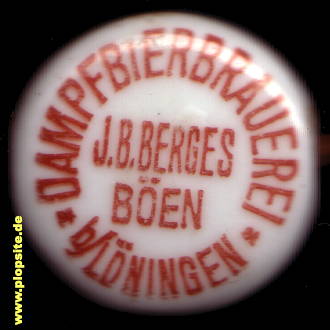 DAMPFBIERBRAUEREI
J.B.BERGES
BÖEN
* b/LÖNINGEN *
www.plopsite.de